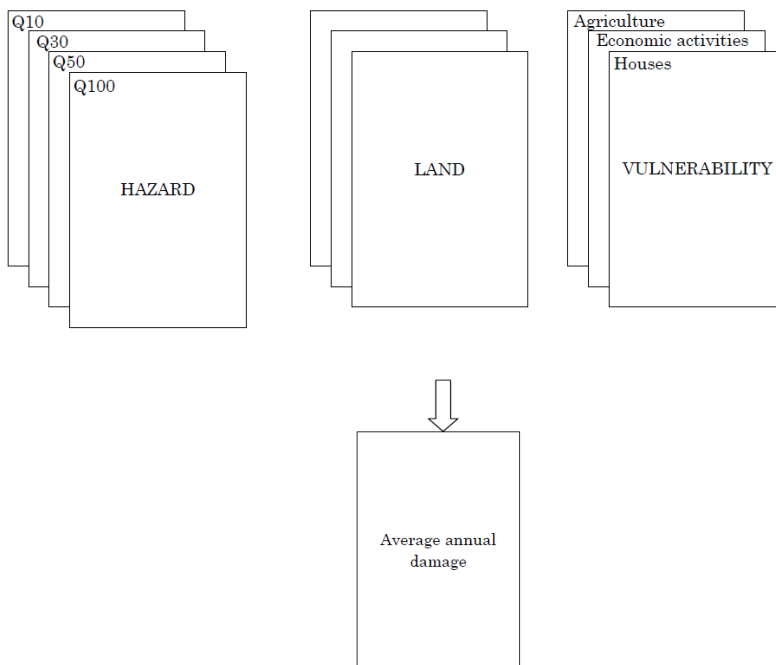 Q10
Q30
Q50
Q100
HAZARD
LAND
Agriculture
Economic activities
Houses
VULNERABILITY
Average annual
damage